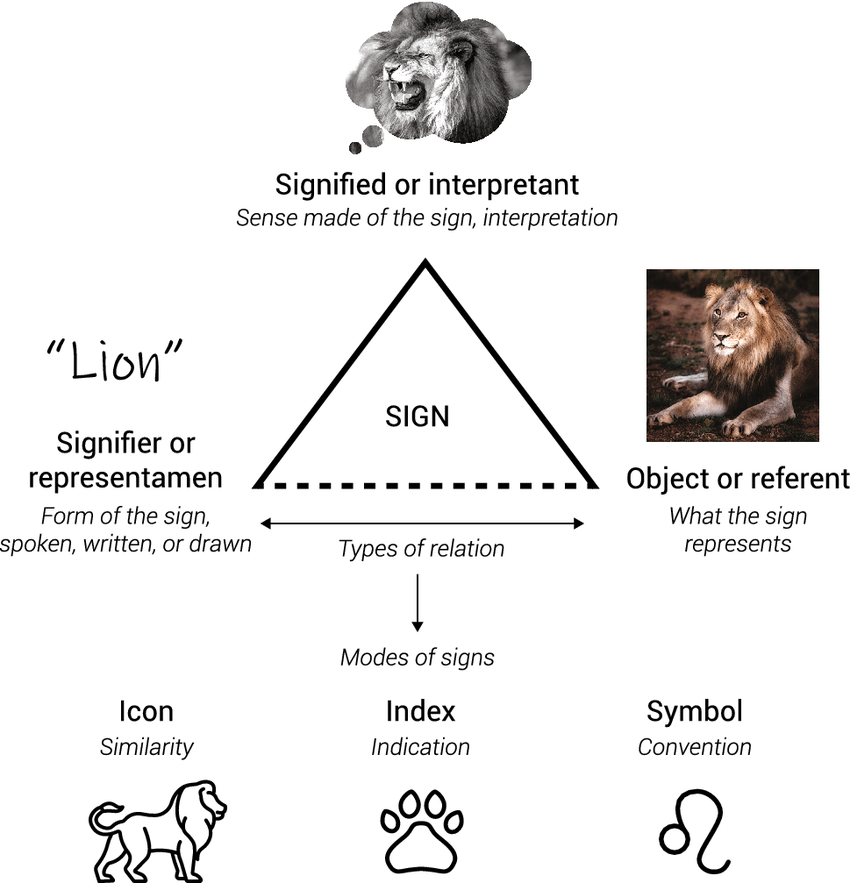 Signified or interpretant
Sense made of the sign, interpretation
“Lion”
SIGN
Signifier or
representamen
Form of the sign,
spoken, written, or drawn
Object or referent
What the sign
represents
Types of relation
Modes of signs
Icon
Similarity
Index
Indication
Symbol
Convention